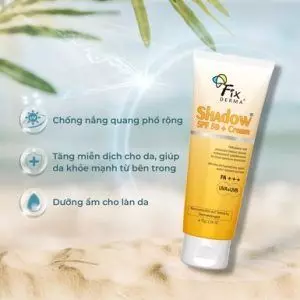 Fix
DERMA
Shadow
SPF 50+ Cream
PA +++
UVA+UVB
Chống nắng quang phổ rộng
Tăng miễn dịch cho da, giúp
da khỏe mạnh từ bên trong
Dưỡng ẩm cho làn da